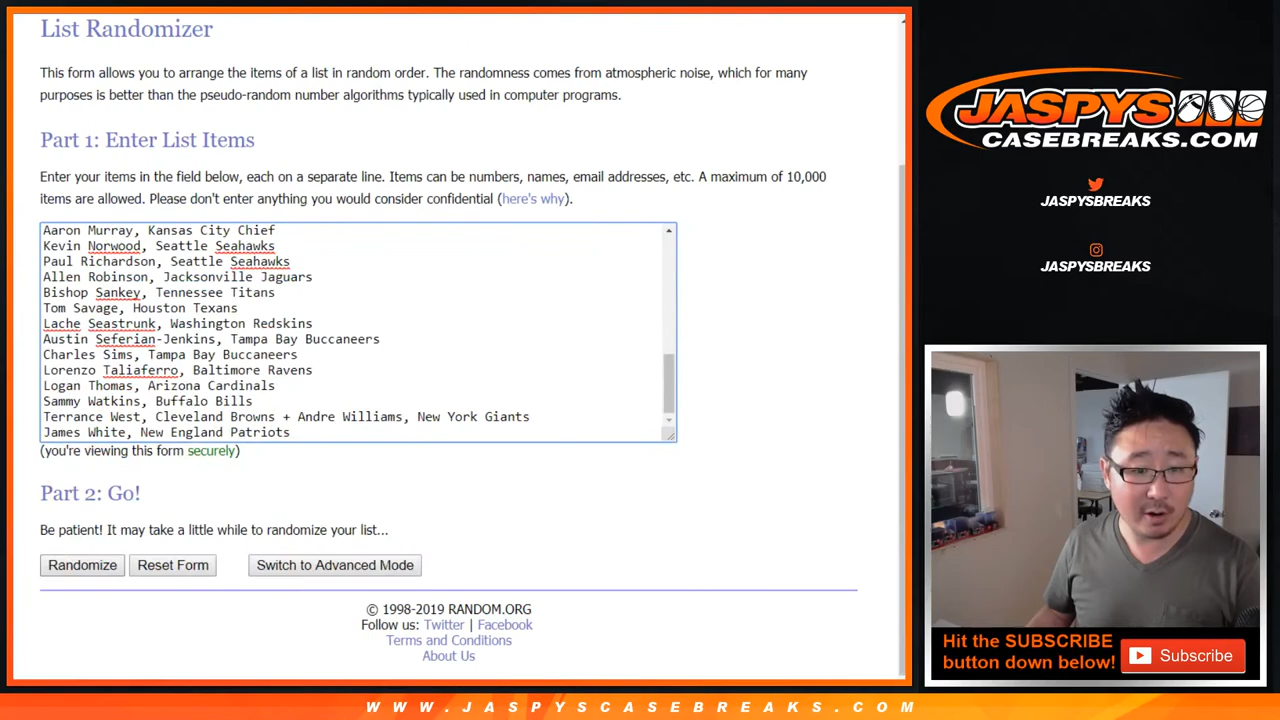 List Randomizer
This form allows you to arrange the items of a list in random order. The randomness comes from atmospheric noise, which for many
purposes is better than the pseudo-random number algorithms typically used in computer programs.
Part 1: Enter List Items
Enter your items in the field below, each on a separate line. Items can be numbers, names, email addresses, etc. A maximum of 10,000
items are allowed. Please don't enter anything you would consider confidential (here's why).
Aaron Murray, Kansas City Chief
Kevin Norwood, Seattle Seahawks
Paul Richardson, Seattle Seahawks
Allen Robinson, Jacksonville Jaguars
Bishop Sankey, Tennessee Titans
Tom Savage, Houston Texans
Lache Seastrunk, Washington Redskins
Austin Seferian-Jenkins, Tampa Bay Buccaneers
Charles Sims, Tampa Bay Buccaneers
Lorenzo Taliaferro, Baltimore Ravens
Logan Thomas, Arizona Cardinals
Sammy Watkins, Buffalo Bills
Terrance West, Cleveland Browns + Andre Williams, New York Giants
James White, New England Patriots
(you're viewing this form securely)
Part 2: Go!
Be patient! It may take a little while to randomize your list...
Randomize
Reset Form
Switch to Advanced Mode
© 1998-2019 RANDOM.ORG
Follow us: Twitter | Facebook
Terms and Conditions
About Us
JASPYS
CASEBREAKS.COM
JASPYSBREAKS
JASPYSBREAKS
Hit the SUBSCRIBE
button down below!
Subscribe
WWW.JASPYSCASEBREAKS.COM